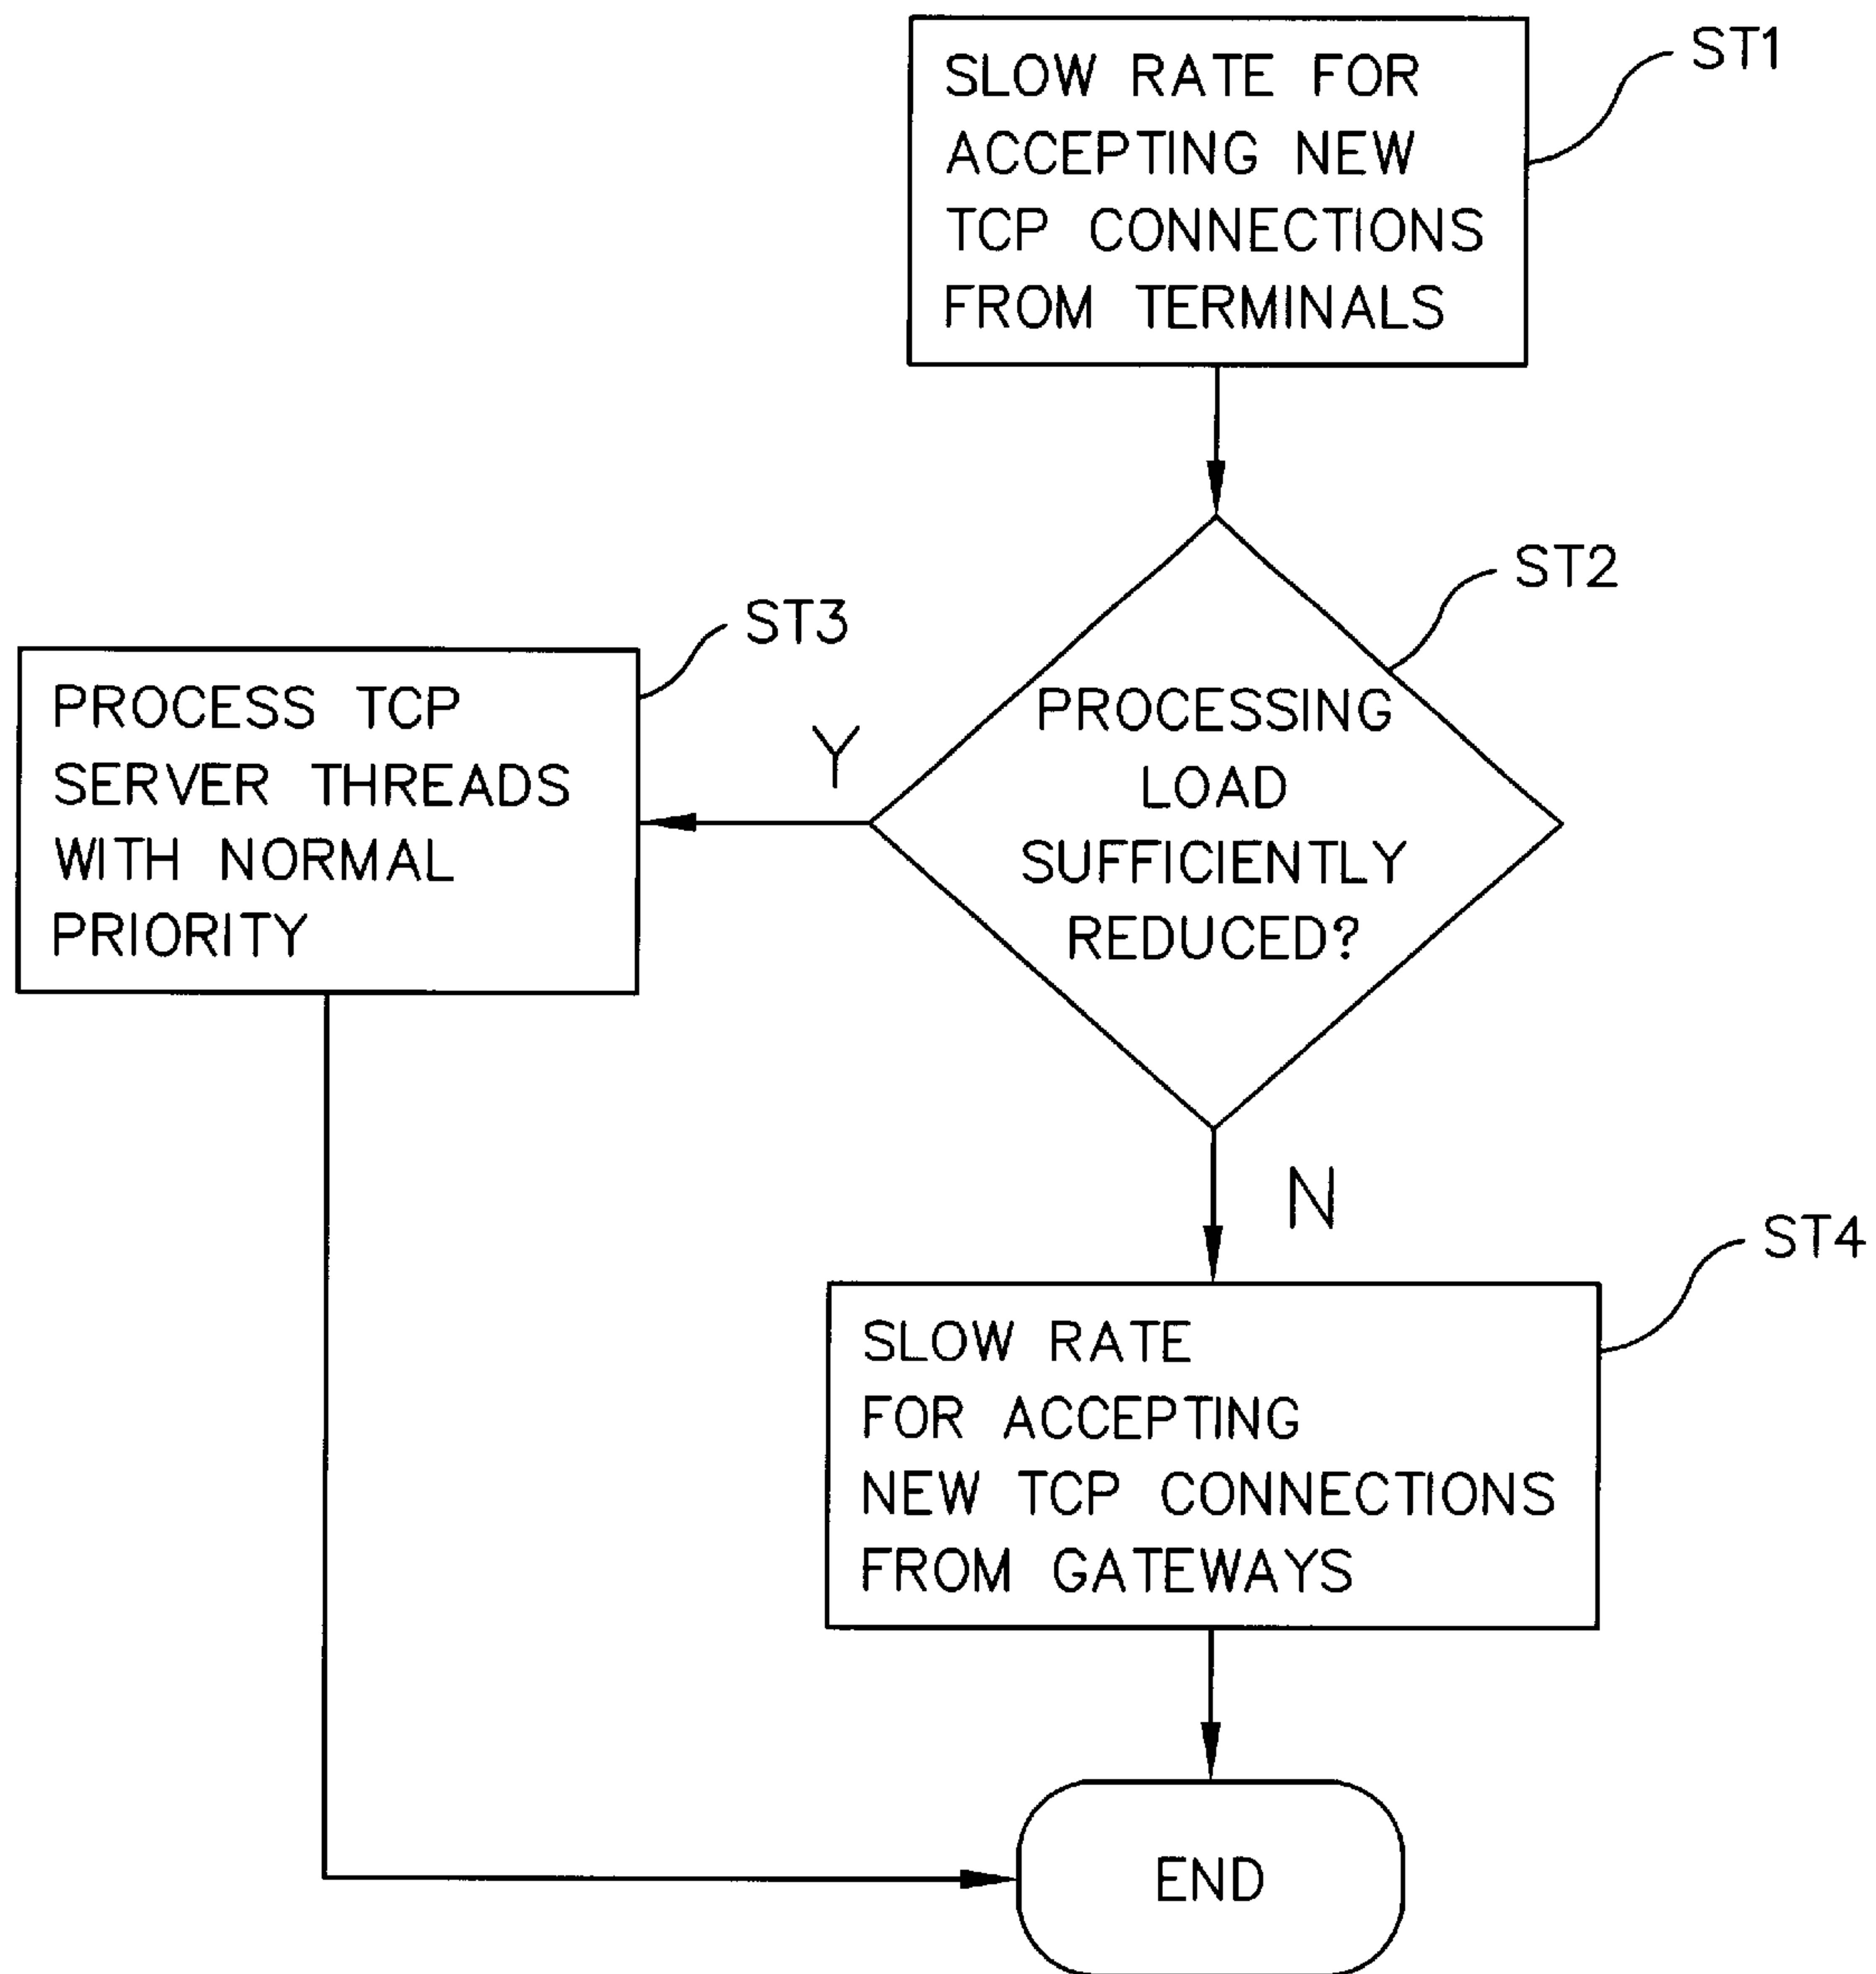 SLOW RATE FOR
ACCEPTING NEW
TCP CONNECTIONS
FROM TERMINALS
ST1
PROCESSING
LOAD
SUFFICIENTLY
REDUCED?
ST2
Y
PROCESS TCP
SERVER THREADS
WITH NORMAL
PRIORITY
ST3
N
SLOW RATE
FOR ACCEPTING
NEW TCP CONNECTIONS
FROM GATEWAYS
ST4
END